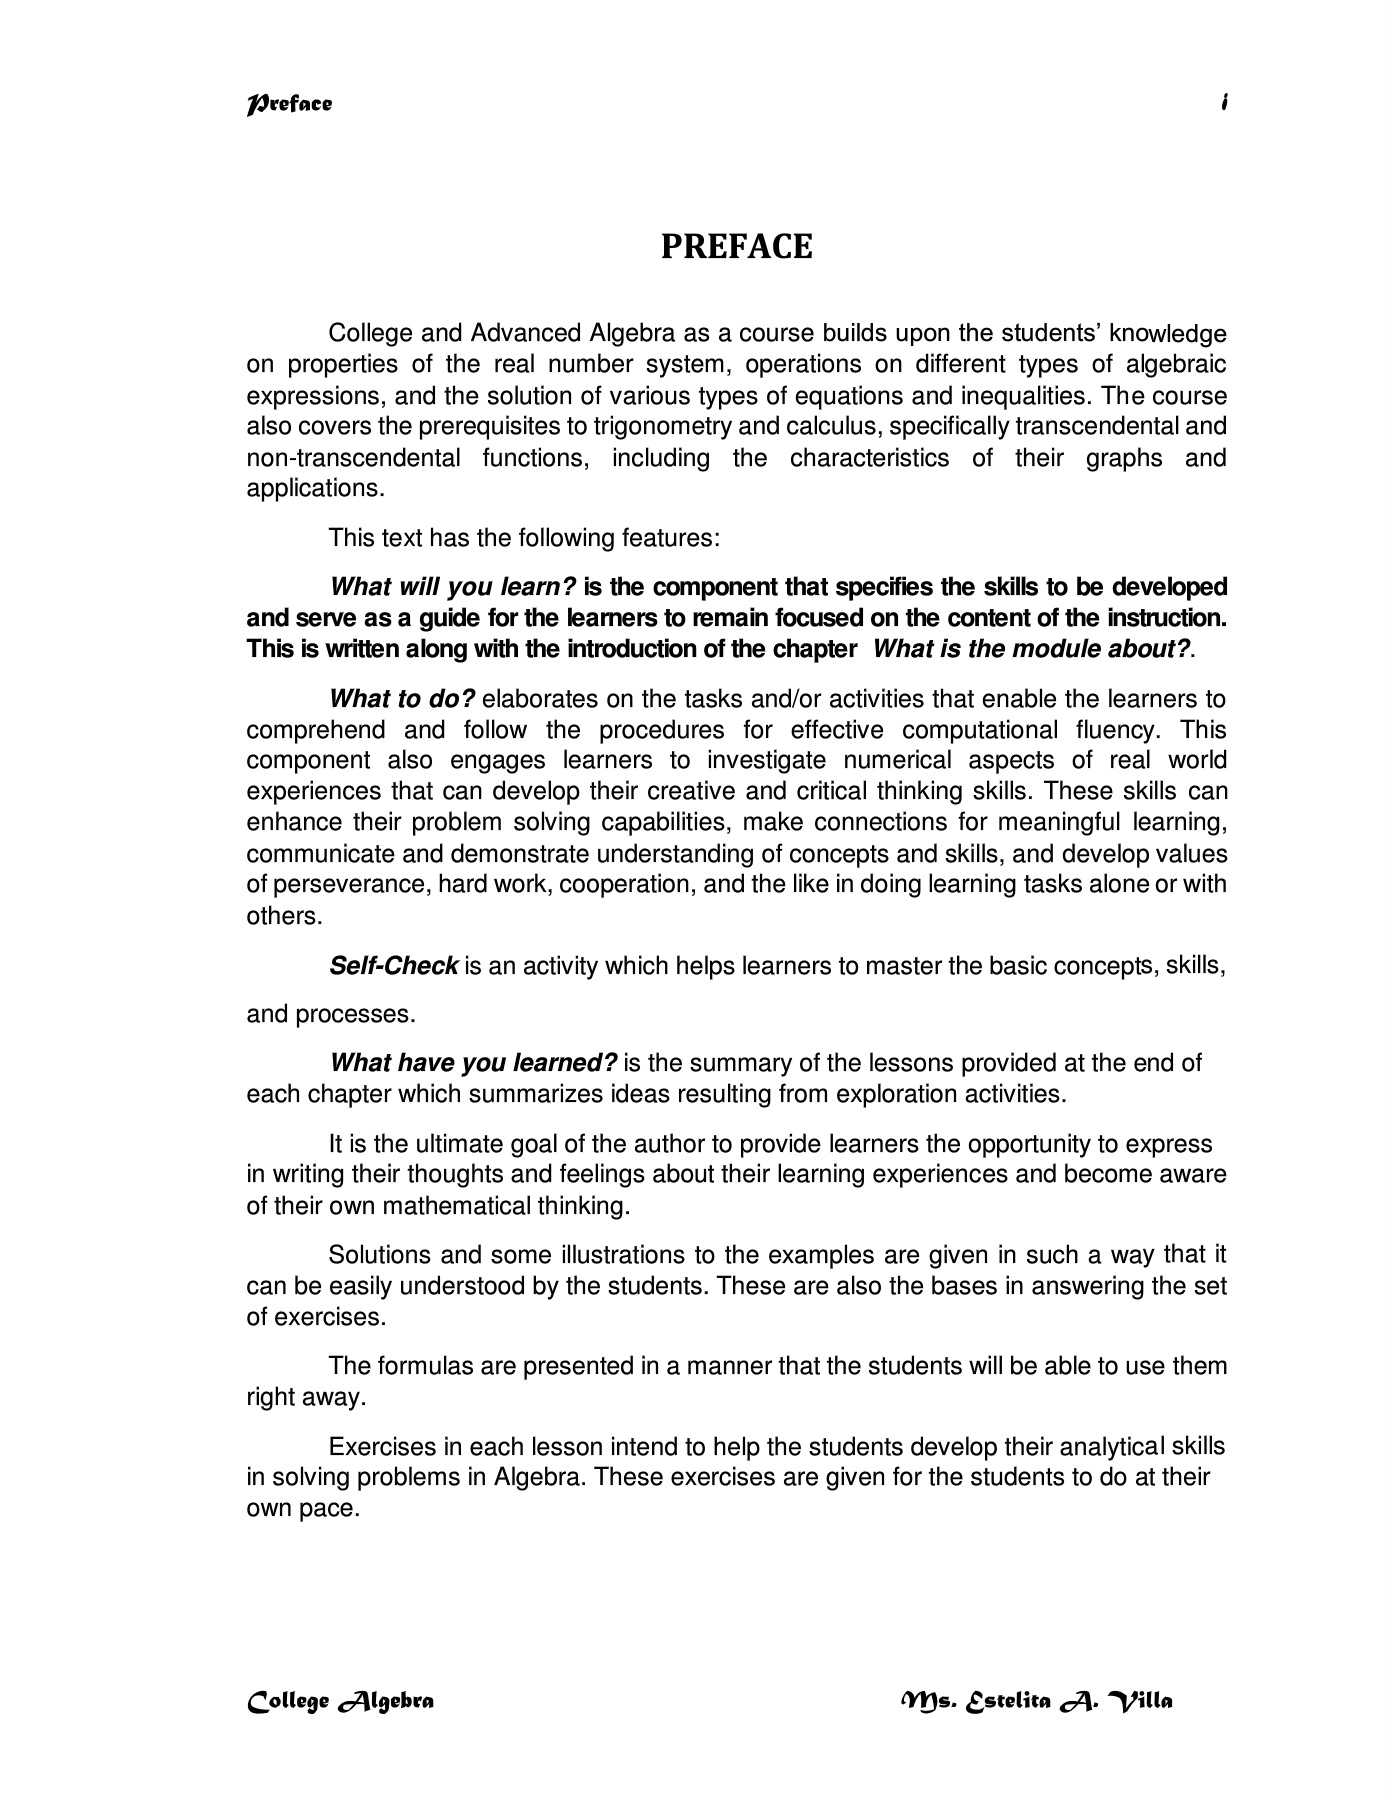 Preface i
PREFACE
College and Advanced Algebra as a course builds upon the students’ knowledge
on properties of the real number system, operations on different types of algebraic
expressions, and the solution of various types of equations and inequalities. The course
also covers the prerequisites to trigonometry and calculus, specifically transcendental and
non-transcendental functions, including the characteristics of their graphs and
applications.
This text has the following features:
What will you learn? is the component that specifies the skills to be developed
and serve as a guide for the learners to remain focused on the content of the instruction.
This is written along with the introduction of the chapter What is the module about?.
What to do? elaborates on the tasks and/or activities that enable the learners to
comprehend and follow the procedures for effective computational fluency. This
component also engages learners to investigate numerical aspects of real world
experiences that can develop their creative and critical thinking skills. These skills can
enhance their problem solving capabilities, make connections for meaningful learning,
communicate and demonstrate understanding of concepts and skills, and develop values
of perseverance, hard work, cooperation, and the like in doing learning tasks alone or with
others.
Self-Check is an activity which helps learners to master the basic concepts, skills,
and processes.
What have you learned? is the summary of the lessons provided at the end of
each chapter which summarizes ideas resulting from exploration activities.
It is the ultimate goal of the author to provide learners the opportunity to express
in writing their thoughts and feelings about their learning experiences and become aware
of their own mathematical thinking.
Solutions and some illustrations to the examples are given in such a way that it
can be easily understood by the students. These are also the bases in answering the set
of exercises.
The formulas are presented in a manner that the students will be able to use them
right away.
Exercises in each lesson intend to help the students develop their analytical skills
in solving problems in Algebra. These exercises are given for the students to do at their
own pace.
College Algebra Ms. Estelita A. Villa